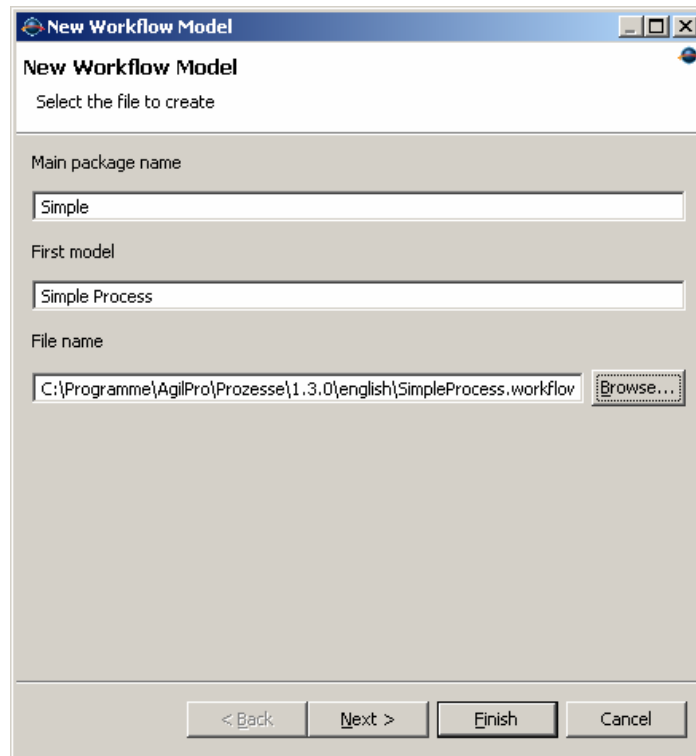 New Workflow Model
New Workflow Model
Select the file to create
Main package name
Simple
First model
Simple Process
File name
C:\Programme\AgilPro\Prozesse\1.3.0\english\SimpleProcess.workflov Browse...
< Back Next > Finish Cancel